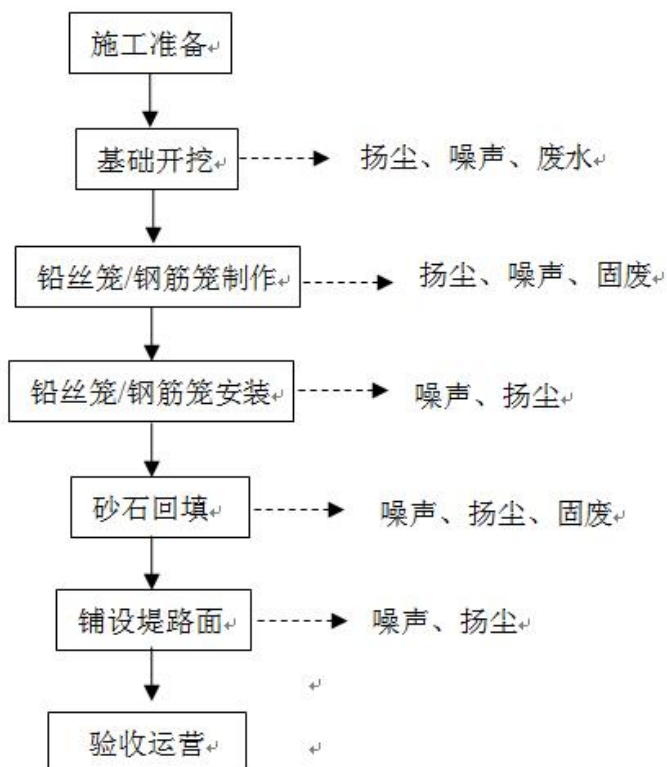 施工准备
基础开挖 扬尘、噪声、废水
铅丝笼/钢筋笼制作 扬尘、噪声、固废
铅丝笼/钢筋笼安装 噪声、扬尘
砂石回填 噪声、扬尘、固废
铺设堤路面 噪声、扬尘
验收运营